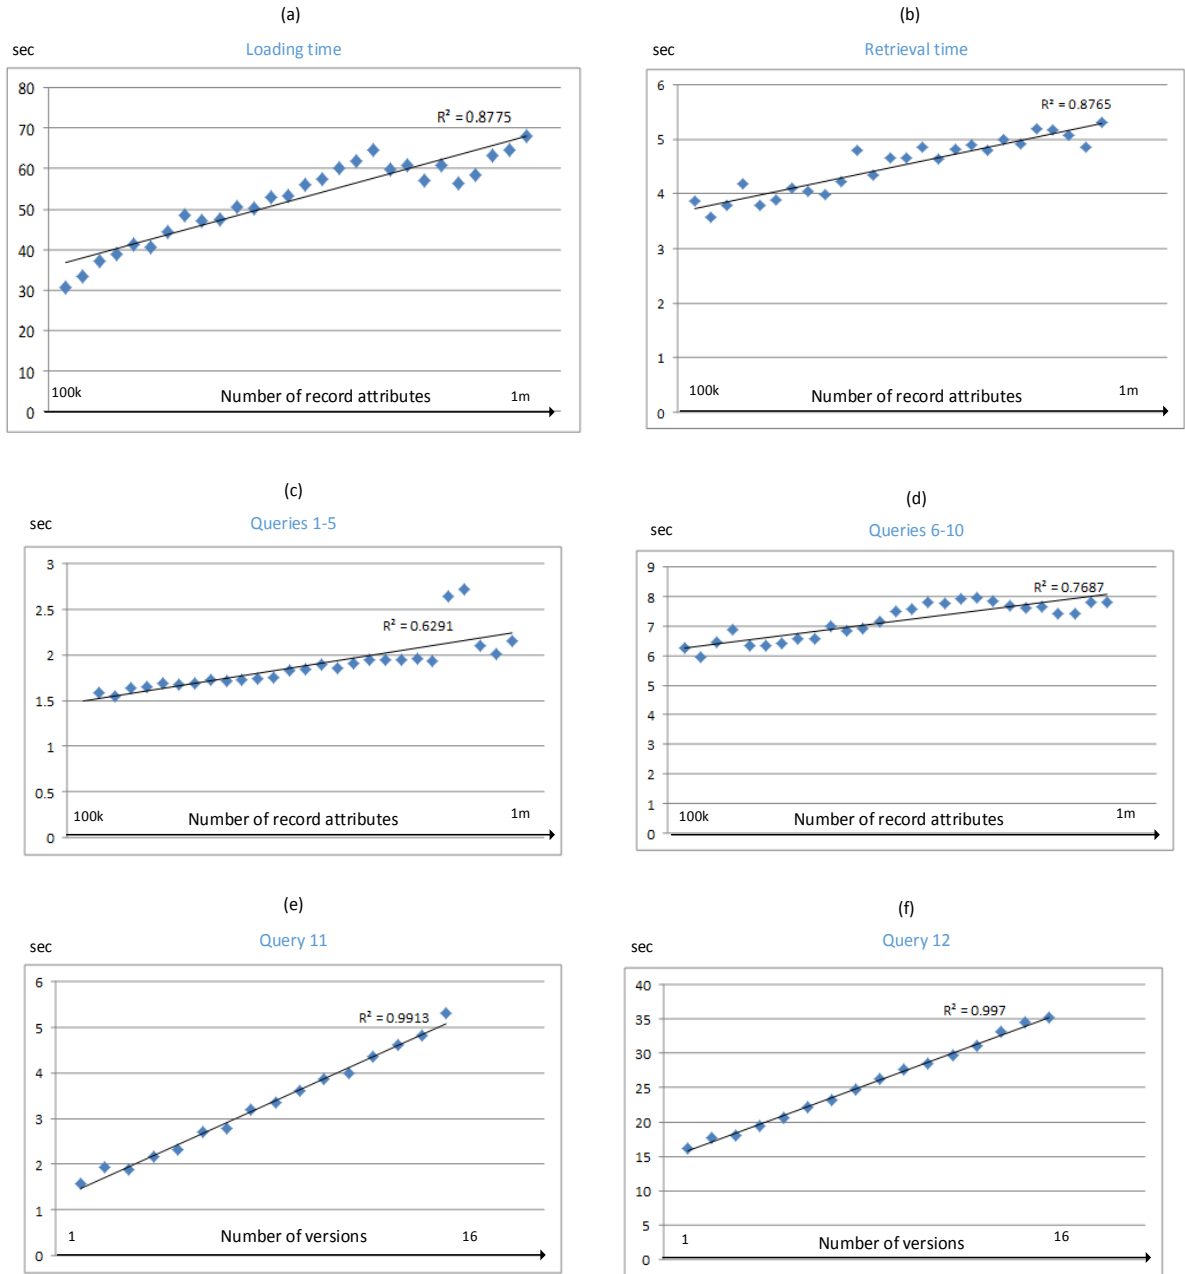 (a)
sec
Loading time
80
70
60
50
40
30
20
10
0
R² = 0.8775
100k
Number of record attributes
1m
(b)
sec
Retrieval time
6
5
4
3
2
1
0
R² = 0.8765
100k
Number of record attributes
1m
(c)
sec
Queries 1-5
3
2.5
2
1.5
1
0.5
0
R² = 0.6291
100k
Number of record attributes
1m
(d)
sec
Queries 6-10
9
8
7
6
5
4
3
2
1
0
R² = 0.7687
100k
Number of record attributes
1m
(e)
sec
Query 11
6
5
4
3
2
1
0
R² = 0.9913
1
Number of versions
16
(f)
sec
Query 12
40
35
30
25
20
15
10
5
0
R² = 0.997
1
Number of versions
16